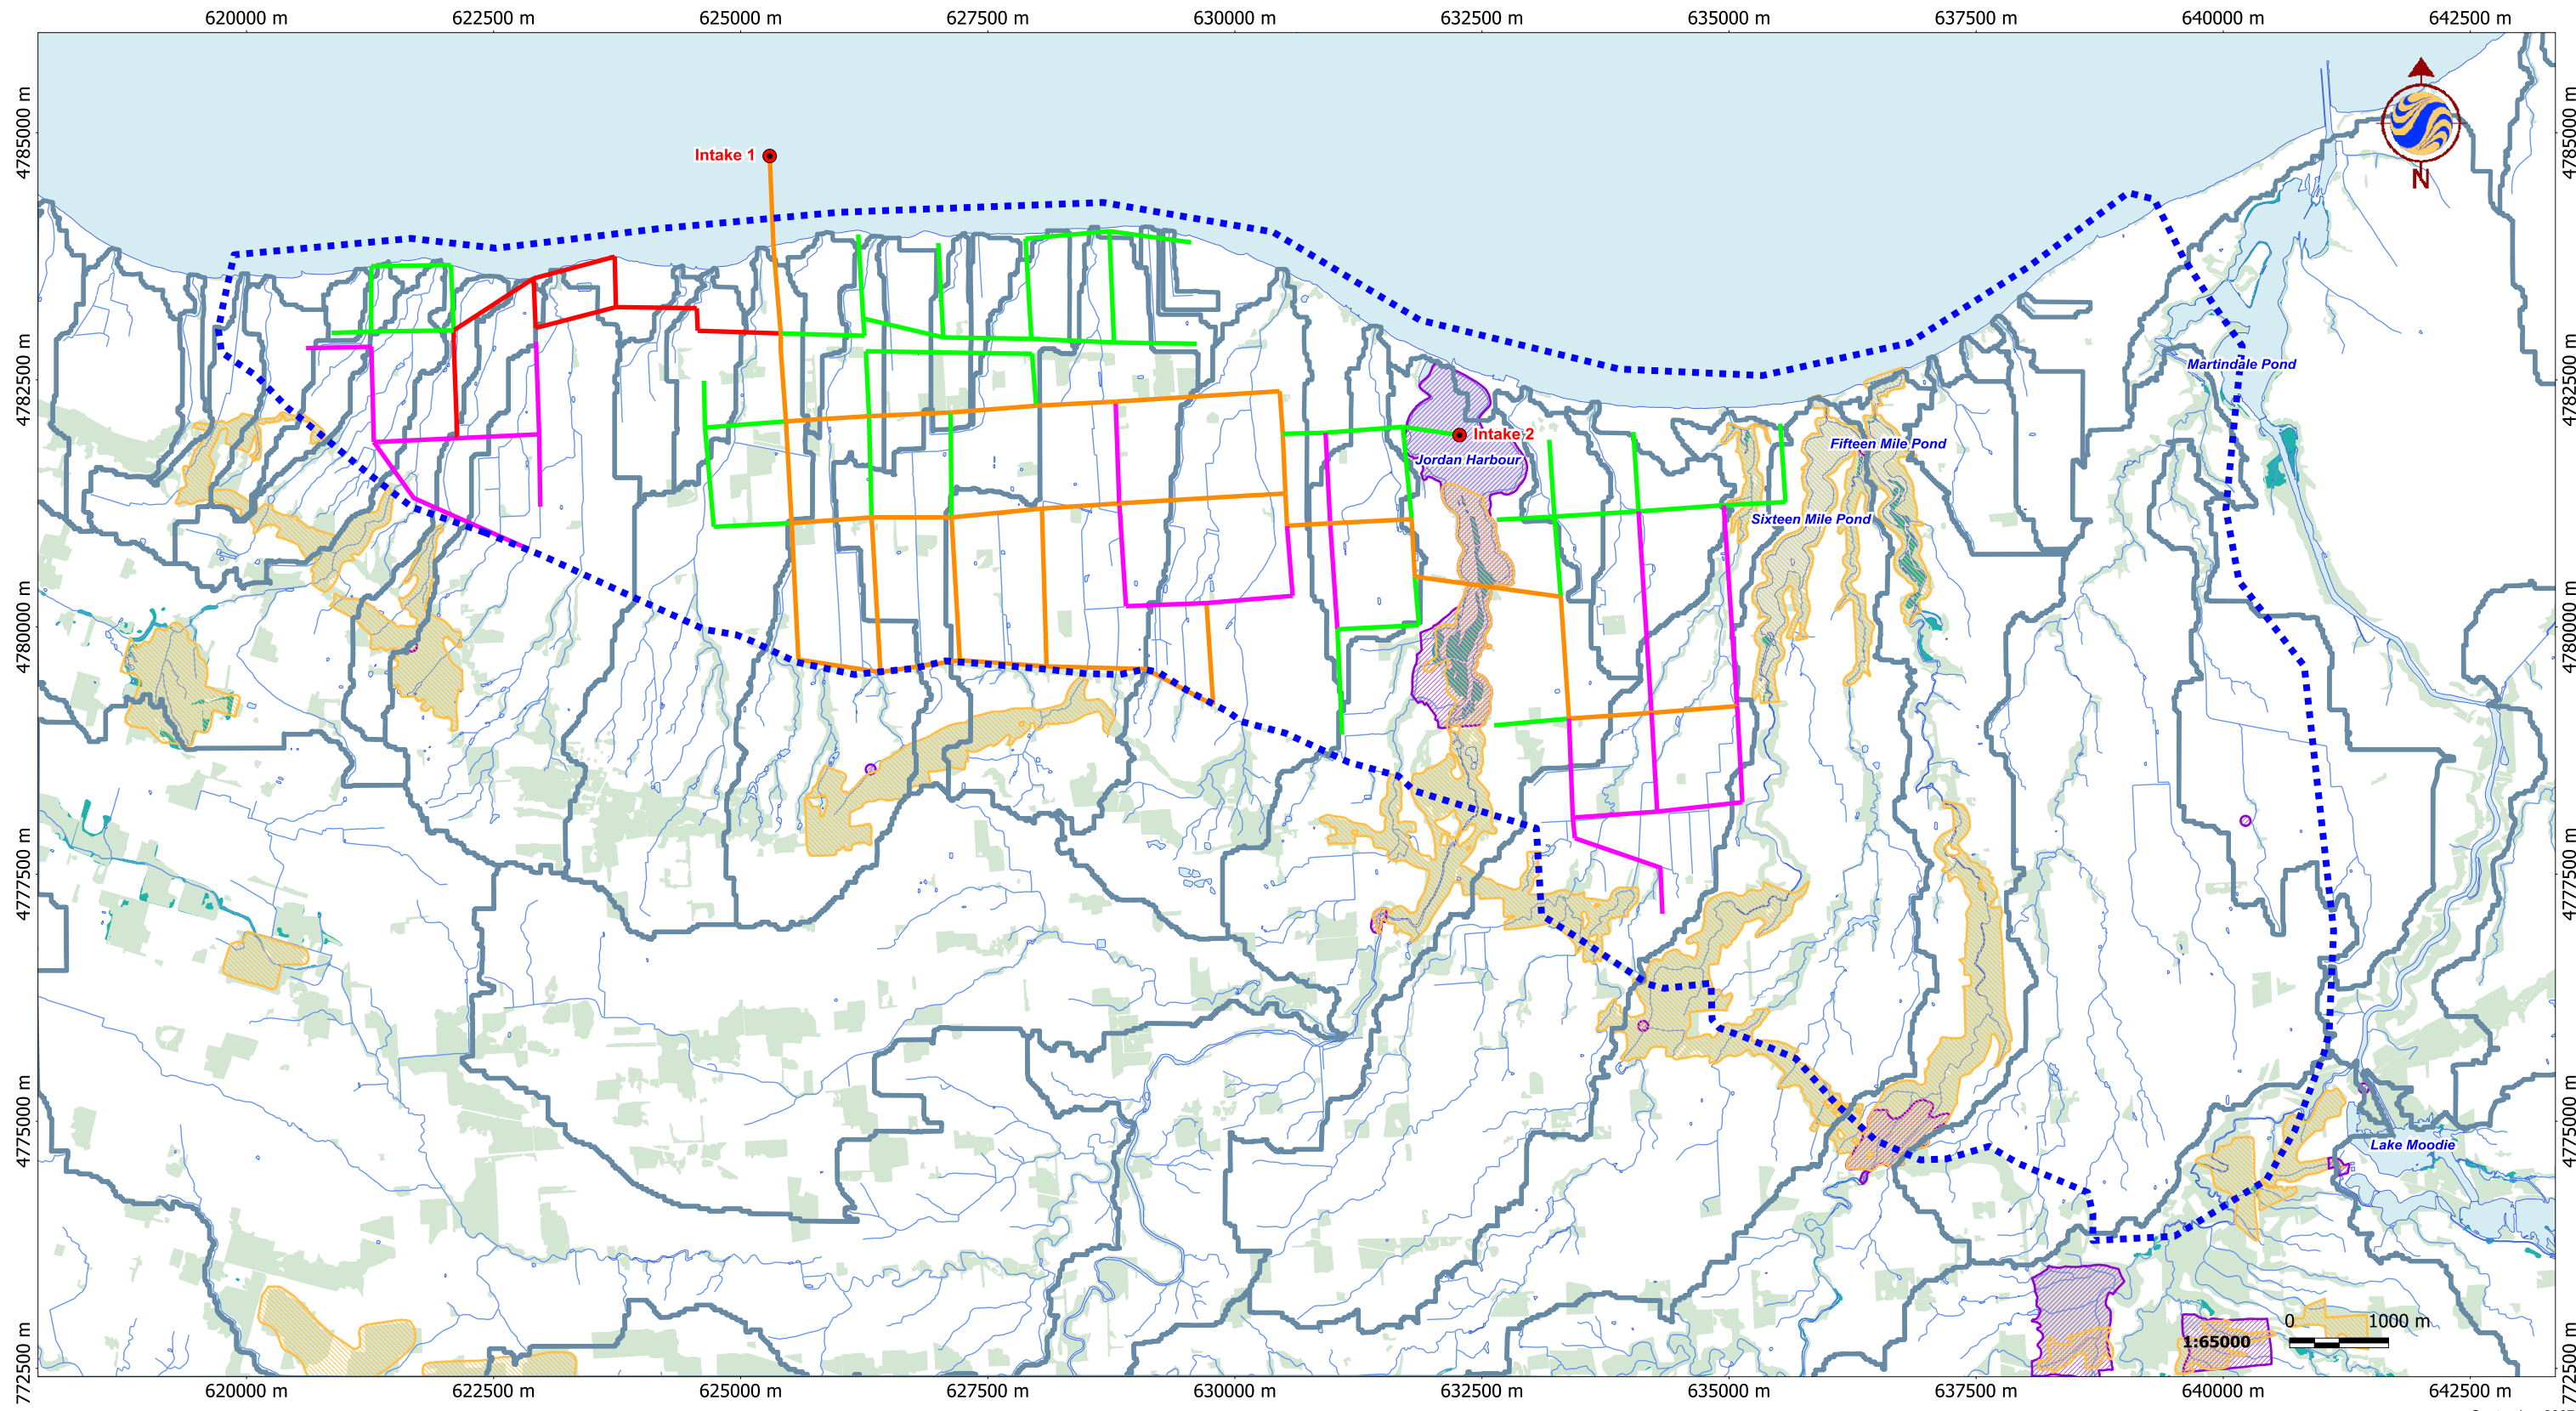 620000 m 622500 m 625000 m 627500 m 630000 m 632500 m 635000 m 637500 m 640000 m 642500 m
4785000 m
4785000 m
Intake 1
N
4782500 m
4782500 m
Martindale Pond
Intake 2
Fifteen Mile Pond
Jordan Harbour
Sixteen Mile Pond
4780000 m
4780000 m
4777500 m
4777500 m
4775000 m
4775000 m
Lake Moodie
0 1000 m
1:65000
772500 m
772500 m
620000 m 622500 m 625000 m 627500 m 630000 m 632500 m 635000 m 637500 m 640000 m 642500 m